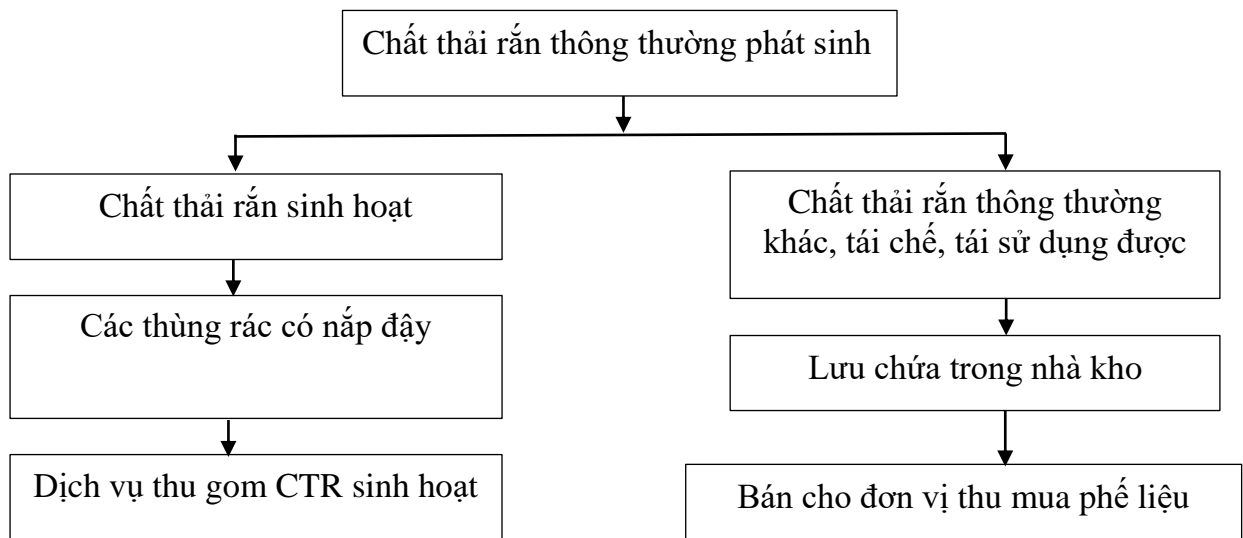 Chất thải rắn thông thường phát sinh
Chất thải rắn sinh hoạt
Các thùng rác có nắp đậy
Dịch vụ thu gom CTR sinh hoạt
Chất thải rắn thông thường
khác, tái chế, tái sử dụng được
Lưu chứa trong nhà kho
Bán cho đơn vị thu mua phế liệu